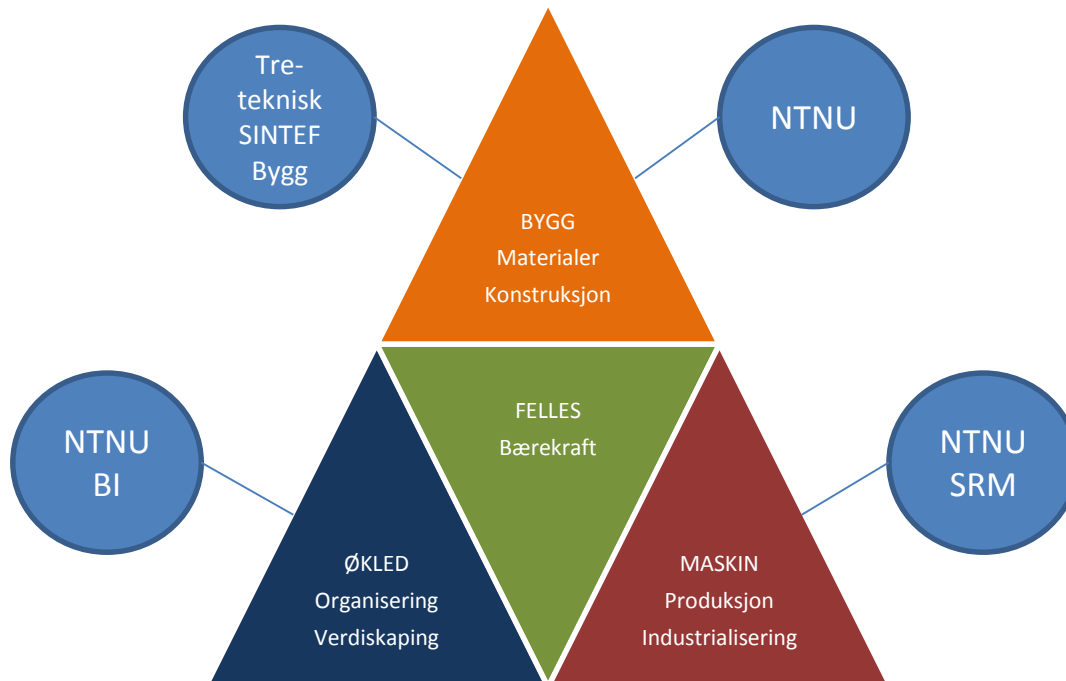 Tre-
teknisk
SINTEF
Bygg
NTNU
BYGG
Materialer
Konstruksjon
NTNU
BI
FELLES
Bærekraft
NTNU
SRM
ØKLED
Organisering
Verdiskaping
MASKIN
Produksjon
Industrialisering